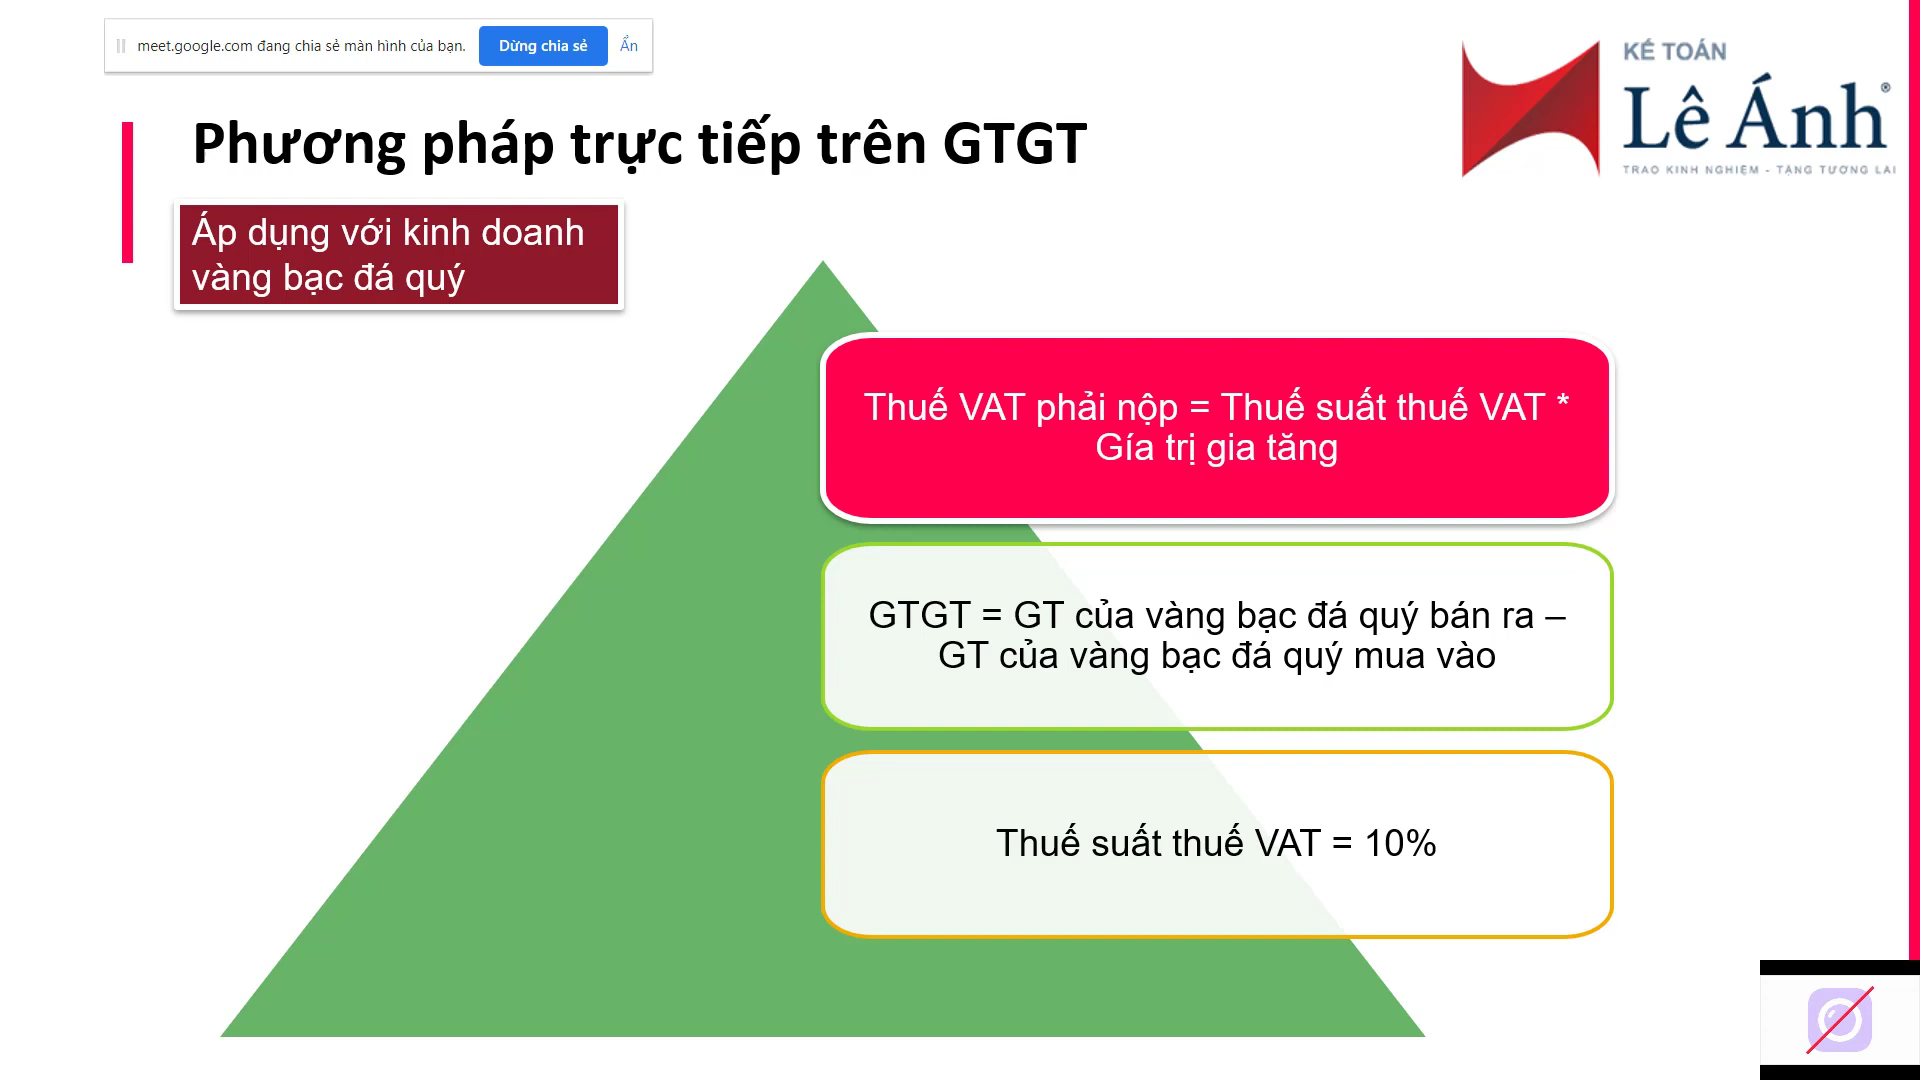 meet.google.com đang chia sẻ màn hình của bạn. Dừng chia sẻ Ẩn
KẾ TOÁN
Lê Ánh®
TRAO KINH NGHIỆM - TẶNG TƯƠNG LAI
Phương pháp trực tiếp trên GTGT
Áp dụng với kinh doanh
vàng bạc đá quý
Thuế VAT phải nộp = Thuế suất thuế VAT *
Gía trị gia tăng
GTGT = GT của vàng bạc đá quý bán ra –
GT của vàng bạc đá quý mua vào
Thuế suất thuế VAT = 10%